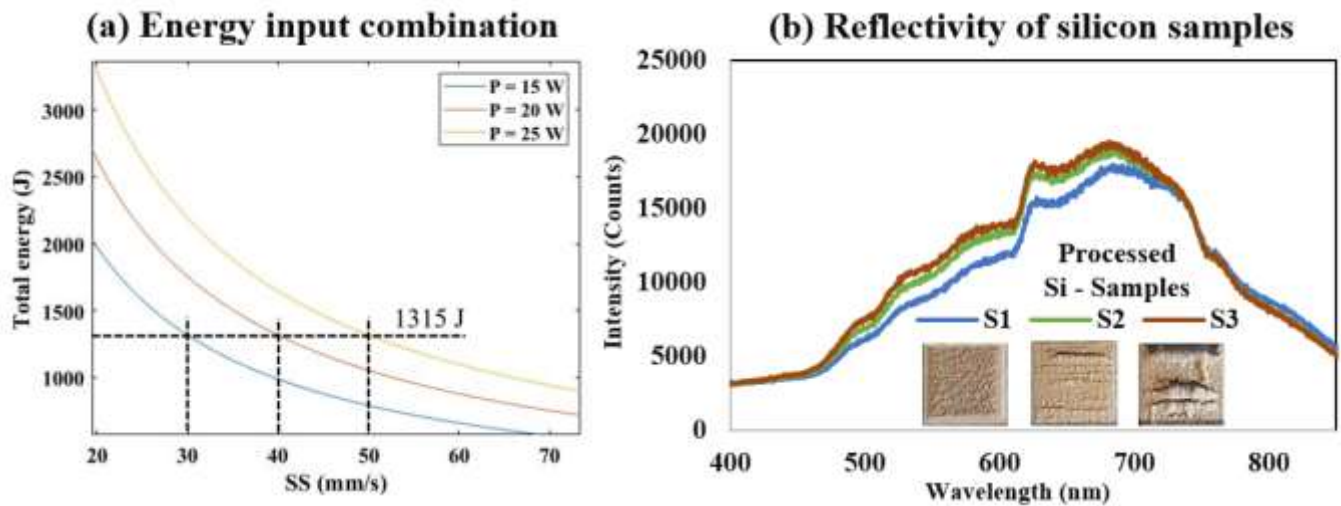 (a) Energy input combination
P = 15 W
P = 20 W
P = 25 W
3000
2500
2000
1500
1000
Total energy (J)
1315 J
20 30 40 50 60 70
SS (mm/s)
(b) Reflectivity of silicon samples
25000
20000
15000
10000
5000
0
Intensity (Counts)
Processed
Si - Samples
S1 S2 S3
400 500 600 700 800
Wavelength (nm)